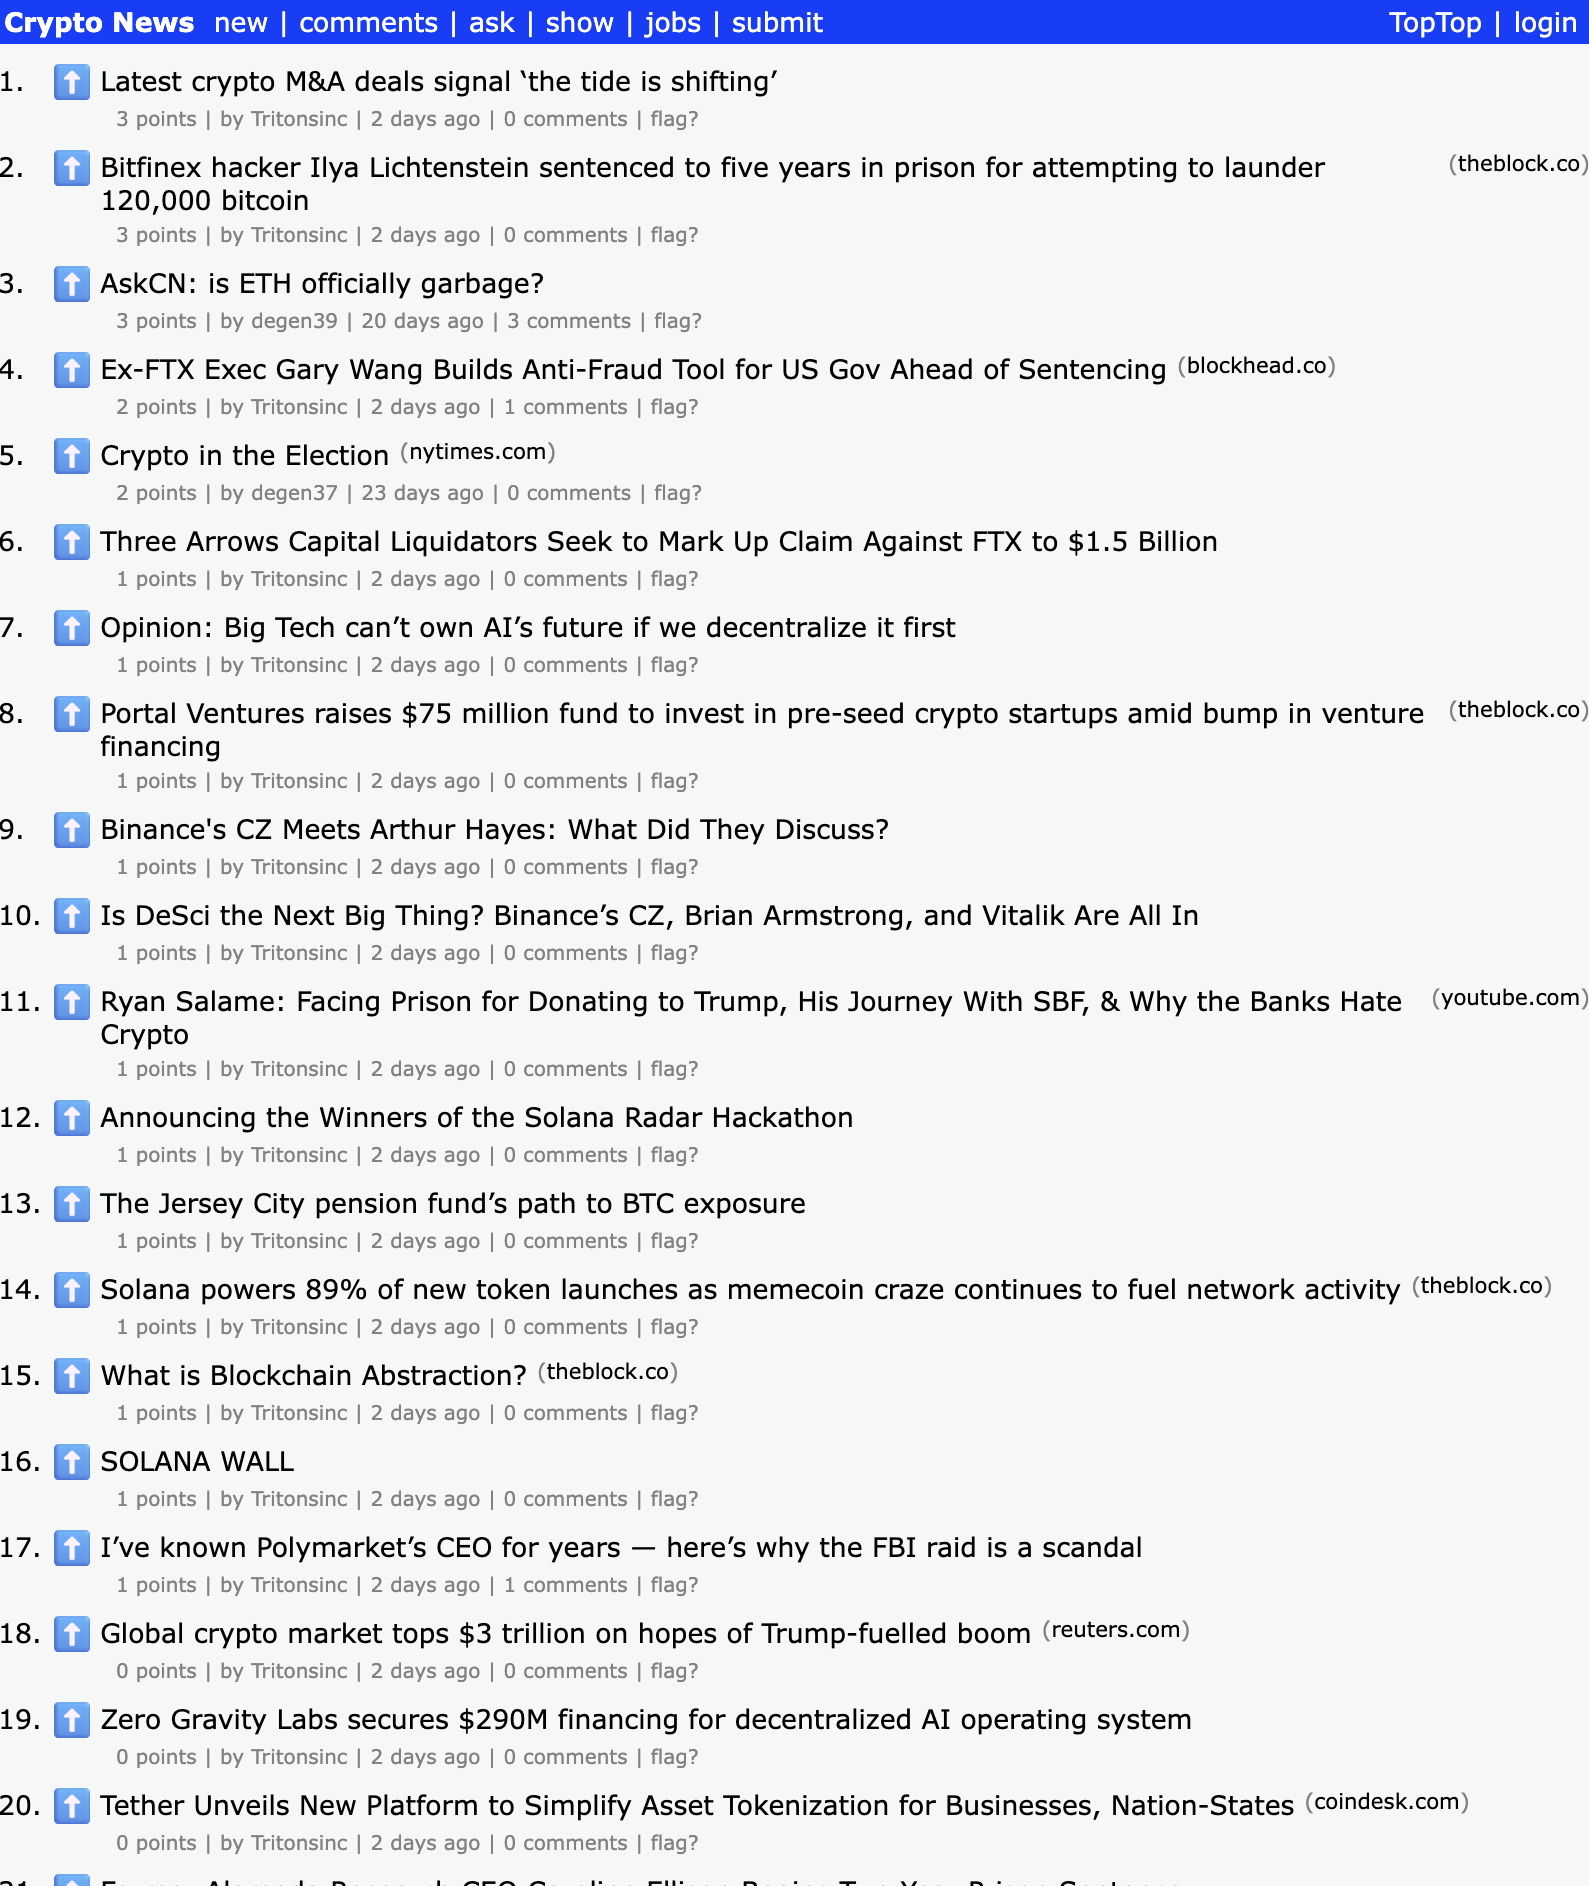 Crypto News new | comments | ask | show | jobs | submit TopTop | login
1. Latest crypto M&A deals signal ‘the tide is shifting’
3 points | by Tritonsinc | 2 days ago | 0 comments | flag?
2. Bitfinex hacker Ilya Lichtenstein sentenced to five years in prison for attempting to launder (theblock.co)
120,000 bitcoin
3 points | by Tritonsinc | 2 days ago | 0 comments | flag?
3. AskCN: is ETH officially garbage?
3 points | by degen39 | 20 days ago | 3 comments | flag?
4. Ex-FTX Exec Gary Wang Builds Anti-Fraud Tool for US Gov Ahead of Sentencing (blockhead.co)
2 points | by Tritonsinc | 2 days ago | 1 comments | flag?
5. Crypto in the Election (nytimes.com)
2 points | by degen37 | 23 days ago | 0 comments | flag?
6. Three Arrows Capital Liquidators Seek to Mark Up Claim Against FTX to $1.5 Billion
1 points | by Tritonsinc | 2 days ago | 0 comments | flag?
7. Opinion: Big Tech can’t own AI’s future if we decentralize it first
1 points | by Tritonsinc | 2 days ago | 0 comments | flag?
8. Portal Ventures raises $75 million fund to invest in pre-seed crypto startups amid bump in venture (theblock.co)
financing
1 points | by Tritonsinc | 2 days ago | 0 comments | flag?
9. Binance's CZ Meets Arthur Hayes: What Did They Discuss?
1 points | by Tritonsinc | 2 days ago | 0 comments | flag?
10. Is DeSci the Next Big Thing? Binance’s CZ, Brian Armstrong, and Vitalik Are All In
1 points | by Tritonsinc | 2 days ago | 0 comments | flag?
11. Ryan Salame: Facing Prison for Donating to Trump, His Journey With SBF, & Why the Banks Hate (youtube.com)
Crypto
1 points | by Tritonsinc | 2 days ago | 0 comments | flag?
12. Announcing the Winners of the Solana Radar Hackathon
1 points | by Tritonsinc | 2 days ago | 0 comments | flag?
13. The Jersey City pension fund’s path to BTC exposure
1 points | by Tritonsinc | 2 days ago | 0 comments | flag?
14. Solana powers 89% of new token launches as memecoin craze continues to fuel network activity (theblock.co)
1 points | by Tritonsinc | 2 days ago | 0 comments | flag?
15. What is Blockchain Abstraction? (theblock.co)
1 points | by Tritonsinc | 2 days ago | 0 comments | flag?
16. SOLANA WALL
1 points | by Tritonsinc | 2 days ago | 0 comments | flag?
17. I’ve known Polymarket’s CEO for years — here’s why the FBI raid is a scandal
1 points | by Tritonsinc | 2 days ago | 1 comments | flag?
18. Global crypto market tops $3 trillion on hopes of Trump-fuelled boom (reuters.com)
0 points | by Tritonsinc | 2 days ago | 0 comments | flag?
19. Zero Gravity Labs secures $290M financing for decentralized AI operating system
0 points | by Tritonsinc | 2 days ago | 0 comments | flag?
20. Tether Unveils New Platform to Simplify Asset Tokenization for Businesses, Nation-States (coindesk.com)
0 points | by Tritonsinc | 2 days ago | 0 comments | flag?